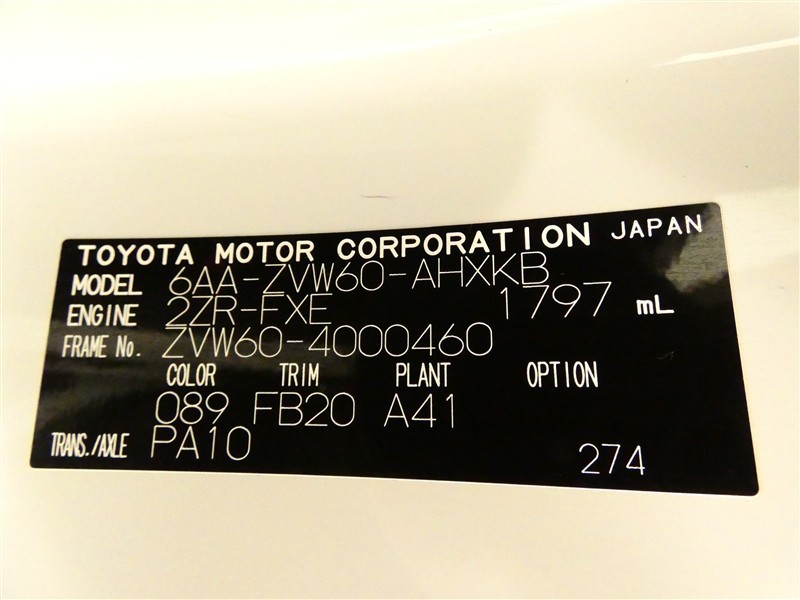 TOYOTA MOTOR CORPORATION JAPAN
MODEL 6AA-ZVW60-AHXKB
ENGINE 2ZR-FXE 1797 mL
FRAME No. ZVW60-4000460
COLOR TRIM PLANT OPTION
089 FB20 A41
TRANS./AXLE PA10 274